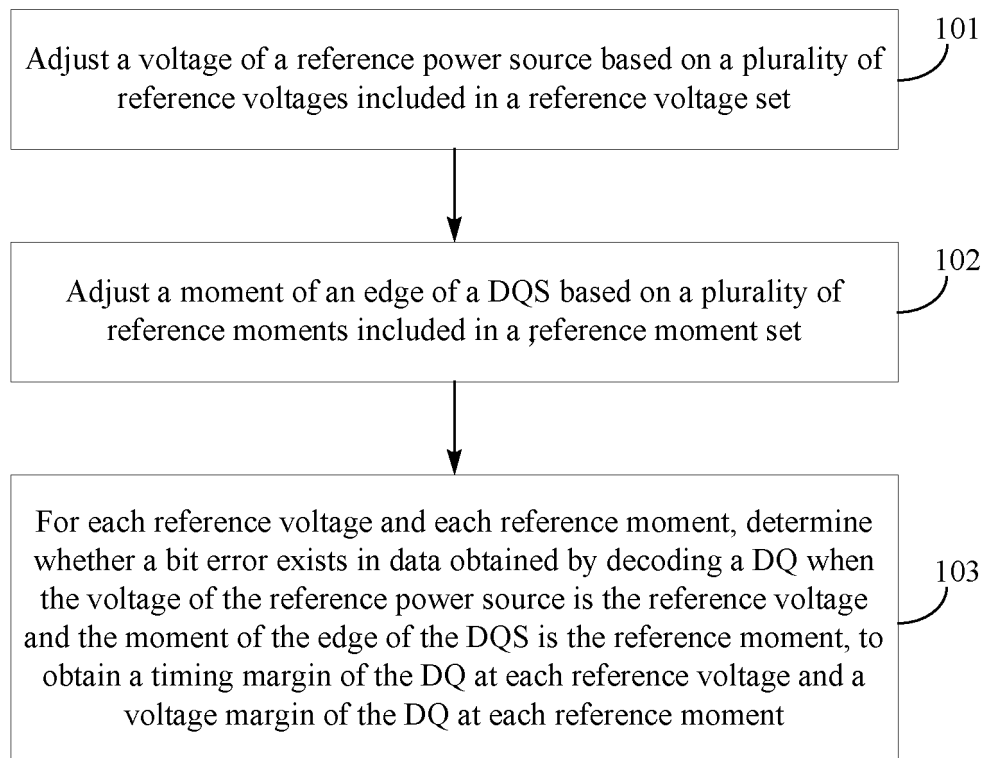 101
Adjust a voltage of a reference power source based on a plurality of
reference voltages included in a reference voltage set
102
Adjust a moment of an edge of a DQS based on a plurality of
reference moments included in a reference moment set
For each reference voltage and each reference moment, determine
whether a bit error exists in data obtained by decoding a DQ when
103
the voltage of the reference power source is the reference voltage
and the moment of the edge of the DQS is the reference moment, to
obtain a timing margin of the DQ at each reference voltage and a
voltage margin of the DQ at each reference moment